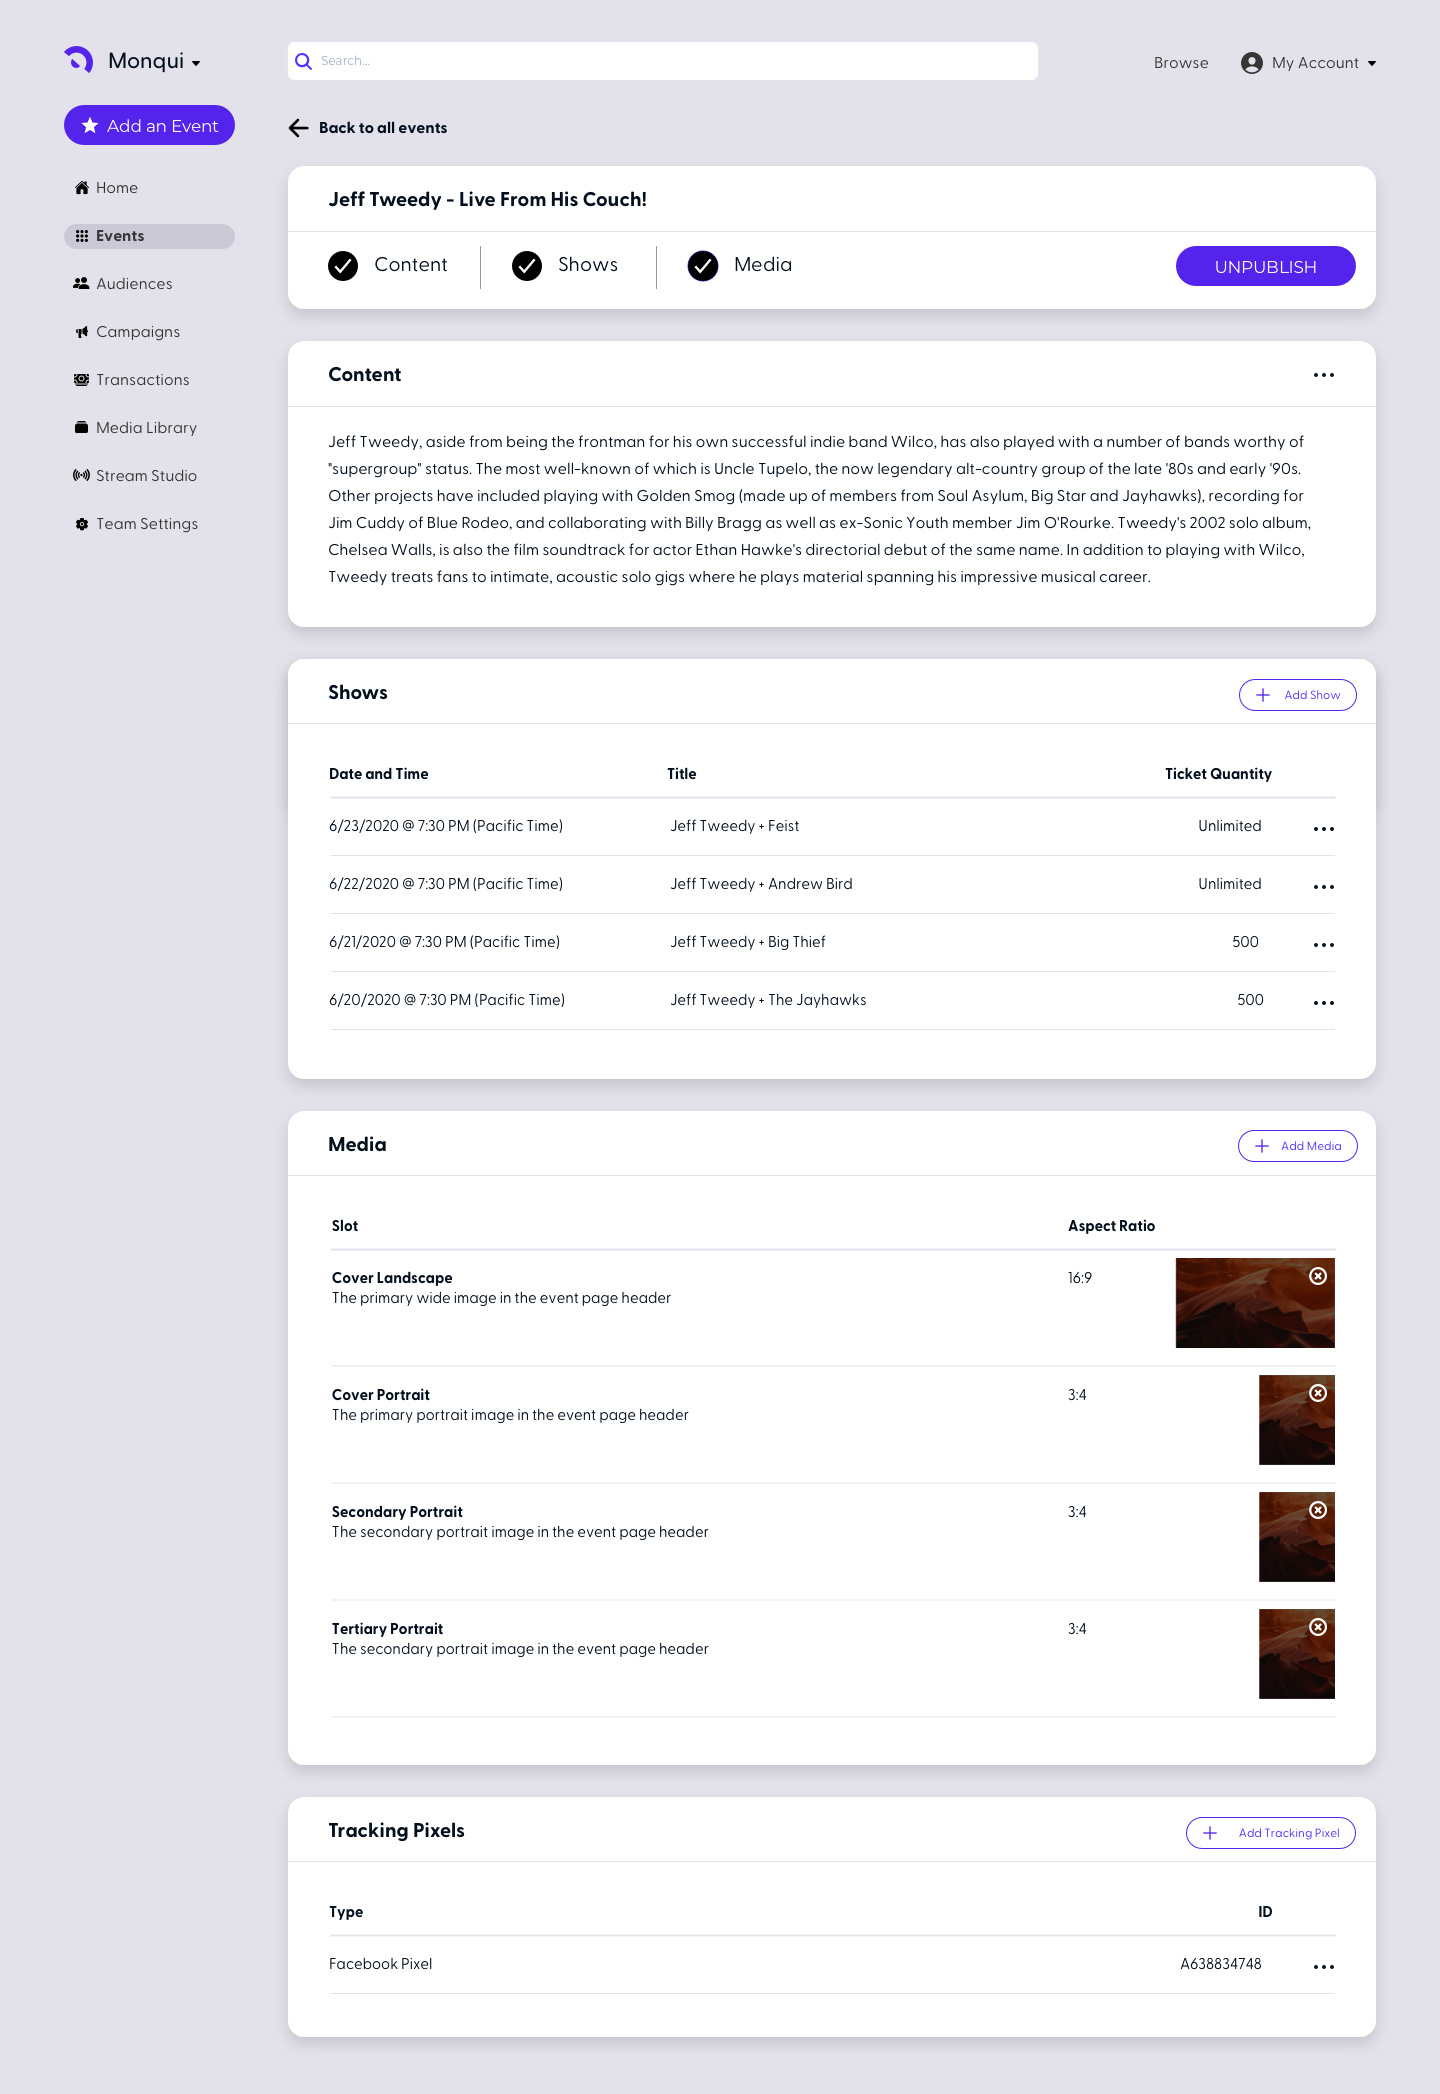 Monqui
Search...
Browse
My Account
Add an Event
Home
Events
Audiences
Campaigns
Transactions
Media Library
Stream Studio
Team Settings
Back to all events
Jeff Tweedy - Live From His Couch!
Content
Shows
Media
UNPUBLISH
Content
Jeff Tweedy, aside from being the frontman for his own successful indie band Wilco, has also played with a number of bands worthy of
"supergroup" status. The most well-known of which is Uncle Tupelo, the now legendary alt-country group of the late '80s and early '90s.
Other projects have included playing with Golden Smog (made up of members from Soul Asylum, Big Star and Jayhawks), recording for
Jim Cuddy of Blue Rodeo, and collaborating with Billy Bragg as well as ex-Sonic Youth member Jim O'Rourke. Tweedy's 2002 solo album,
Chelsea Walls, is also the film soundtrack for actor Ethan Hawke's directorial debut of the same name. In addition to playing with Wilco,
Tweedy treats fans to intimate, acoustic solo gigs where he plays material spanning his impressive musical career.
Shows
Add Show
Date and Time Title Ticket Quantity
6/23/2020 @ 7:30 PM (Pacific Time) Jeff Tweedy + Feist Unlimited
6/22/2020 @ 7:30 PM (Pacific Time) Jeff Tweedy + Andrew Bird Unlimited
6/21/2020 @ 7:30 PM (Pacific Time) Jeff Tweedy + Big Thief 500
6/20/2020 @ 7:30 PM (Pacific Time) Jeff Tweedy + The Jayhawks 500
Media
Add Media
Slot Aspect Ratio
Cover Landscape 16:9
The primary wide image in the event page header
Cover Portrait 3:4
The primary portrait image in the event page header
Secondary Portrait 3:4
The secondary portrait image in the event page header
Tertiary Portrait 3:4
The secondary portrait image in the event page header
Tracking Pixels
Add Tracking Pixel
Type ID
Facebook Pixel A638834748